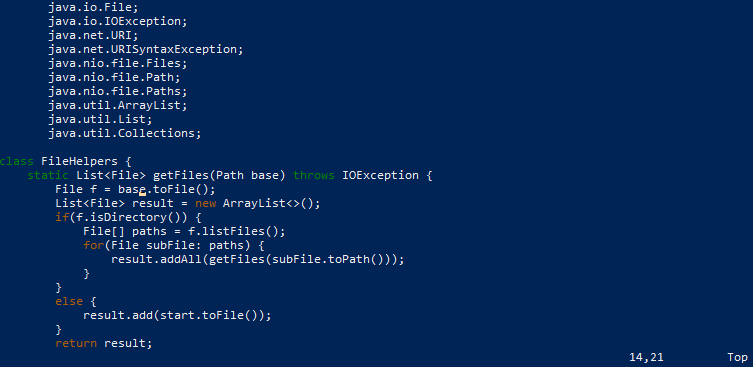 java.io.File;
java.io.IOException;
java.net.URI;
java.net.URISyntaxException;
java.nio.file.Files;
java.nio.file.Path;
java.nio.file.Paths;
java.util.ArrayList;
java.util.List;
java.util.Collections;
class FileHelpers {
static List<File> getFiles(Path base) throws IOException {
File f = base.toFile();
List<File> result = new ArrayList<>();
if(f.isDirectory()) {
File[] paths = f.listFiles();
for(File subFile: paths) {
result.addAll(getFiles(subFile.toPath()));
}
}
else {
result.add(start.toFile());
}
return result;
14,21 Top